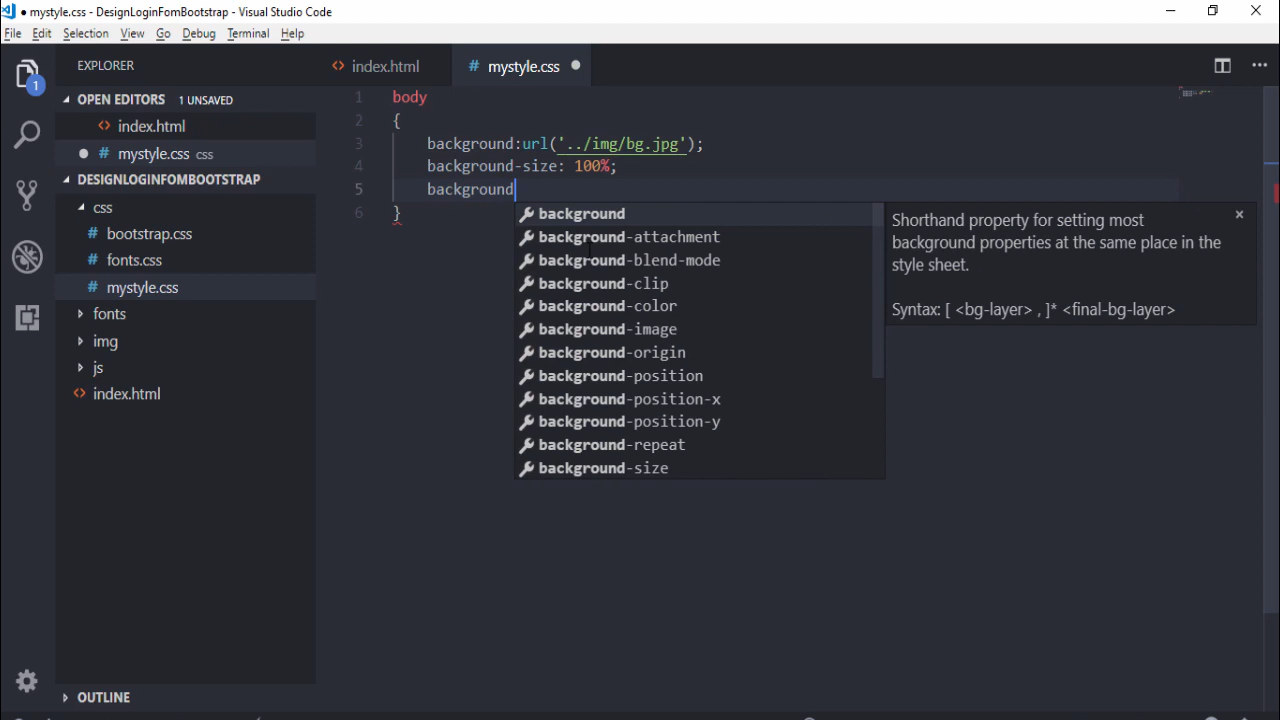 ● mystyle.css - DesignLoginFomBootstrap - Visual Studio Code
File Edit Selection View Go Debug Terminal Help
EXPLORER
1
OPEN EDITORS 1 UNSAVED
<> index.html
● # mystyle.css css
DESIGNLOGINFOMBOOTSTRAP
css
# bootstrap.css
# fonts.css
# mystyle.css
fonts
img
js
<> index.html
OUTLINE
<> index.html # mystyle.css ●
1 body
2 {
3 background:url('../img/bg.jpg');
4 background-size: 100%;
5 background
6 }
background
background-attachment
background-blend-mode
background-clip
background-color
background-image
background-origin
background-position
background-position-x
background-position-y
background-repeat
background-size
Shorthand property for setting most
background properties at the same place in the
style sheet.
Syntax: [ <bg-layer> , ]* <final-bg-layer>